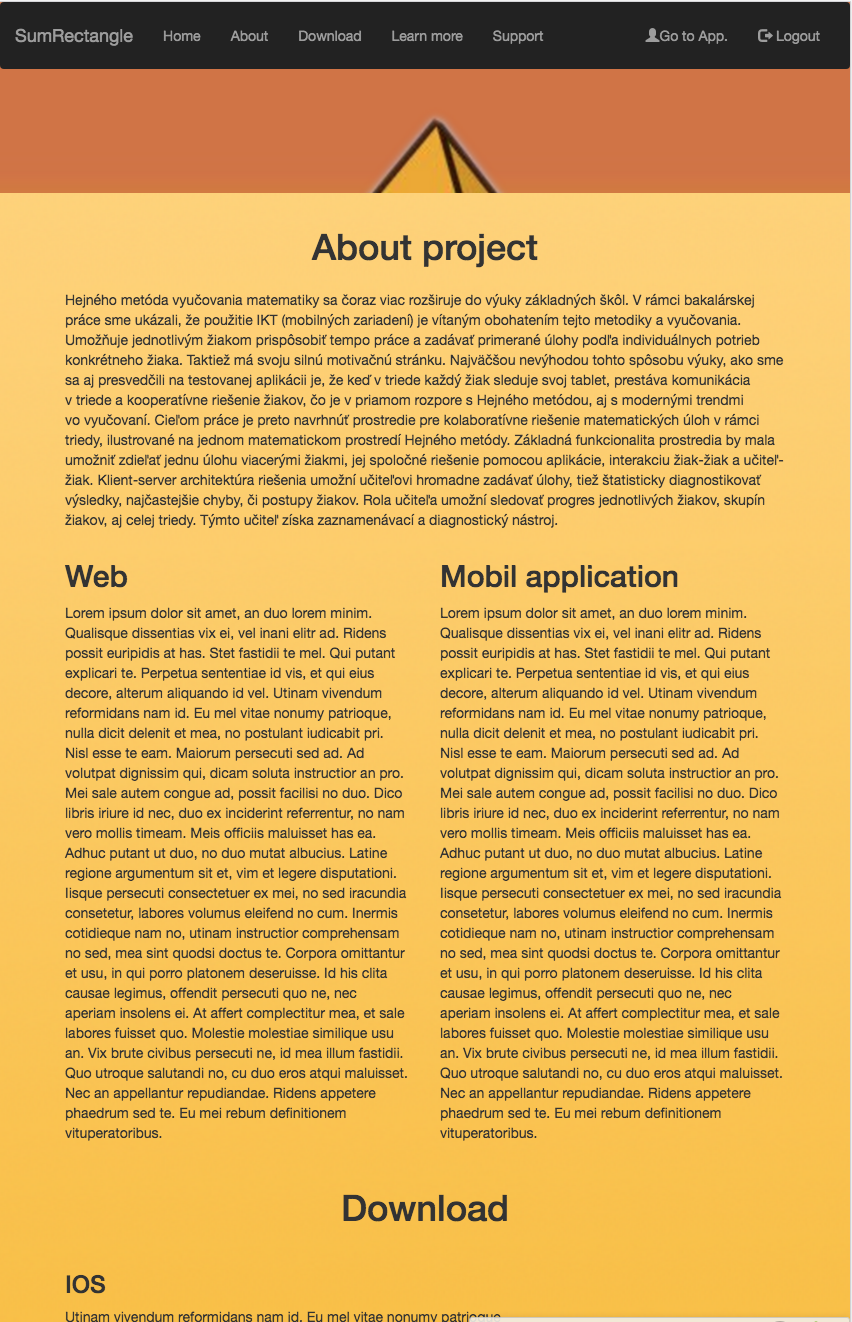 SumRectangle Home About Download Learn more Support Go to App. Logout
About project
Hejného metóda vyučovania matematiky sa čoraz viac rozširuje do výuky základných škôl. V rámci bakalárskej
práce sme ukázali, že použitie IKT (mobilných zariadení) je vítaným obohatením tejto metodiky a vyučovania.
Umožňuje jednotlivým žiakom prispôsobiť tempo práce a zadávať primerané úlohy podľa individuálnych potrieb
konkrétneho žiaka. Taktiež má svoju silnú motivačnú stránku. Najväčšou nevýhodou tohto spôsobu výuky, ako sme
sa aj presvedčili na testovanej aplikácii je, že keď v triede každý žiak sleduje svoj tablet, prestáva komunikácia
v triede a kooperatívne riešenie žiakov, čo je v priamom rozpore s Hejného metódou, aj s modernými trendmi
vo vyučovaní. Cieľom práce je preto navrhnúť prostredie pre kolaboratívne riešenie matematických úloh v rámci
triedy, ilustrované na jednom matematickom prostredí Hejného metódy. Základná funkcionalita prostredia by mala
umožniť zdieľať jednu úlohu viacerými žiakmi, jej spoločné riešenie pomocou aplikácie, interakciu žiak-žiak a učiteľ-
žiak. Klient-server architektúra riešenia umožní učiteľovi hromadne zadávať úlohy, tiež štatisticky diagnostikovať
výsledky, najčastejšie chyby, či postupy žiakov. Rola učiteľa umožní sledovať progres jednotlivých žiakov, skupín
žiakov, aj celej triedy. Týmto učiteľ získa zaznamenávací a diagnostický nástroj.
Web
Lorem ipsum dolor sit amet, an duo lorem minim.
Qualisque dissentias vix ei, vel inani elitr ad. Ridens
possit euripidis at has. Stet fastidii te mel. Qui putant
explicari te. Perpetua sententiae id vis, et qui eius
decore, alterum aliquando id vel. Utinam vivendum
reformidans nam id. Eu mel vitae nonumy patrioque,
nulla dicit delenit et mea, no postulant iudicabit pri.
Nisl esse te eam. Maiorum persecuti sed ad. Ad
volutpat dignissim qui, dicam soluta instructior an pro.
Mei sale autem congue ad, possit facilisi no duo. Dico
libris iriure id nec, duo ex inciderint referrentur, no nam
vero mollis timeam. Meis officiis maluisset has ea.
Adhuc putant ut duo, no duo mutat albucius. Latine
regione argumentum sit et, vim et legere disputationi.
Iisque persecuti consectetuer ex mei, no sed iracundia
consetetur, labores volumus eleifend no cum. Inermis
cotidieque nam no, utinam instructior comprehensam
no sed, mea sint quodsi doctus te. Corpora omittantur
et usu, in qui porro platonem deseruisse. Id his clita
causae legimus, offendit persecuti quo ne, nec
aperiam insolens ei. At affert complectitur mea, et sale
labores fuisset quo. Molestie molestiae similique usu
an. Vix brute civibus persecuti ne, id mea illum fastidii.
Quo utroque salutandi no, cu duo eros atqui maluisset.
Nec an appellantur repudiandae. Ridens appetere
phaedrum sed te. Eu mei rebum definitionem
vituperatoribus.
Mobil application
Lorem ipsum dolor sit amet, an duo lorem minim.
Qualisque dissentias vix ei, vel inani elitr ad. Ridens
possit euripidis at has. Stet fastidii te mel. Qui putant
explicari te. Perpetua sententiae id vis, et qui eius
decore, alterum aliquando id vel. Utinam vivendum
reformidans nam id. Eu mel vitae nonumy patrioque,
nulla dicit delenit et mea, no postulant iudicabit pri.
Nisl esse te eam. Maiorum persecuti sed ad. Ad
volutpat dignissim qui, dicam soluta instructior an pro.
Mei sale autem congue ad, possit facilisi no duo. Dico
libris iriure id nec, duo ex inciderint referrentur, no nam
vero mollis timeam. Meis officiis maluisset has ea.
Adhuc putant ut duo, no duo mutat albucius. Latine
regione argumentum sit et, vim et legere disputationi.
Iisque persecuti consectetuer ex mei, no sed iracundia
consetetur, labores volumus eleifend no cum. Inermis
cotidieque nam no, utinam instructior comprehensam
no sed, mea sint quodsi doctus te. Corpora omittantur
et usu, in qui porro platonem deseruisse. Id his clita
causae legimus, offendit persecuti quo ne, nec
aperiam insolens ei. At affert complectitur mea, et sale
labores fuisset quo. Molestie molestiae similique usu
an. Vix brute civibus persecuti ne, id mea illum fastidii.
Quo utroque salutandi no, cu duo eros atqui maluisset.
Nec an appellantur repudiandae. Ridens appetere
phaedrum sed te. Eu mei rebum definitionem
vituperatoribus.
Download
IOS
Utinam vivendum reformidans nam id. Eu mel vitae nonumy patrioque